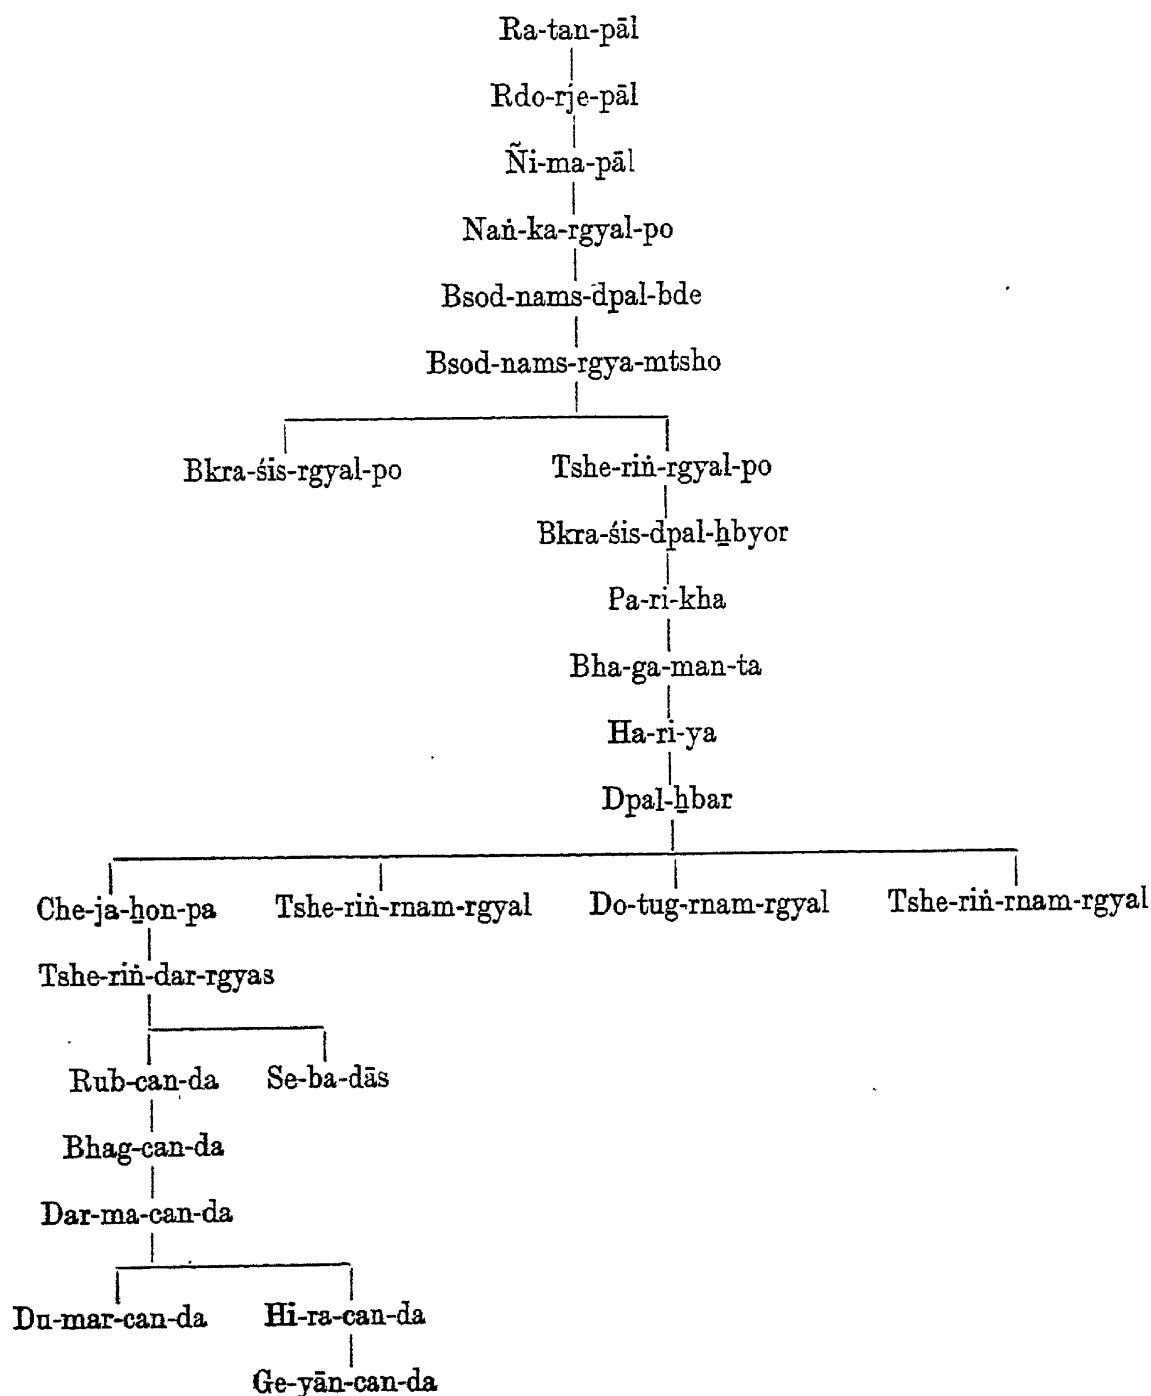 Ra-tan-pāl
Rdo-rje-pāl
Ñi-ma-pāl
Naṅ-ka-rgyal-po
Bsod-nams-dpal-bde
Bsod-nams-rgya-mtsho
Bkra-śis-rgyal-po Tshe-riṅ-rgyal-po
Bkra-śis-dpal-ẖbyor
Pa-ri-kha
Bha-ga-man-ta
Ha-ri-ya
Dpal-ẖbar
Che-ja-ẖon-pa Tshe-riṅ-rnam-rgyal Do-tug-rnam-rgyal Tshe-riṅ-rnam-rgyal
Tshe-riṅ-dar-rgyas
Rub-can-da Se-ba-dās
Bhag-can-da
Dar-ma-can-da
Du-mar-can-da Hi-ra-can-da
Ge-yān-can-da